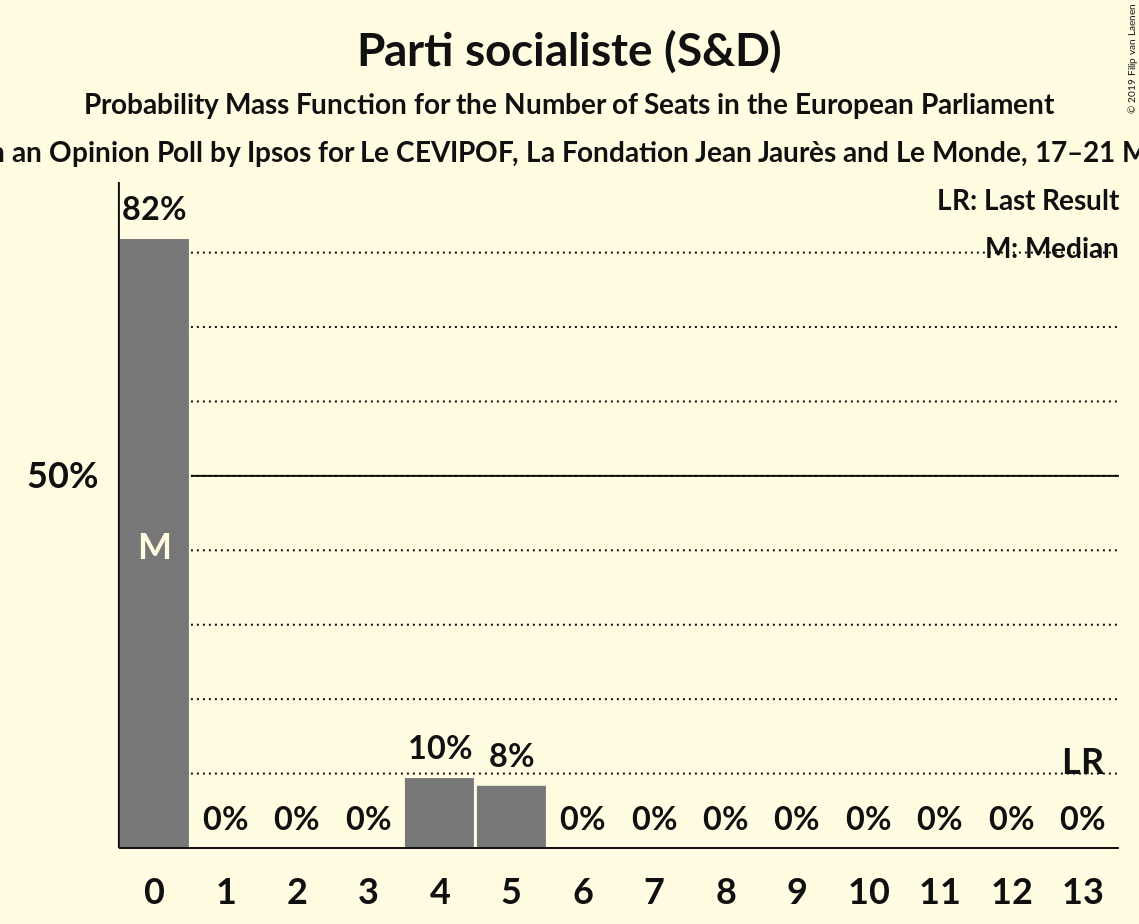 Parti socialiste (S&D)
Probability Mass Function for the Number of Seats in the European Parliament
an Opinion Poll by Ipsos for Le CEVIPOF, La Fondation Jean Jaurès and Le Monde, 17–21
© 2019 Filip van Laenen
LR: Last Result
M: Median
82%
50%
M
10%
8%
LR
0% 0% 0% 0% 0% 0% 0% 0% 0% 0% 0%
0 1 2 3 4 5 6 7 8 9 10 11 12 13